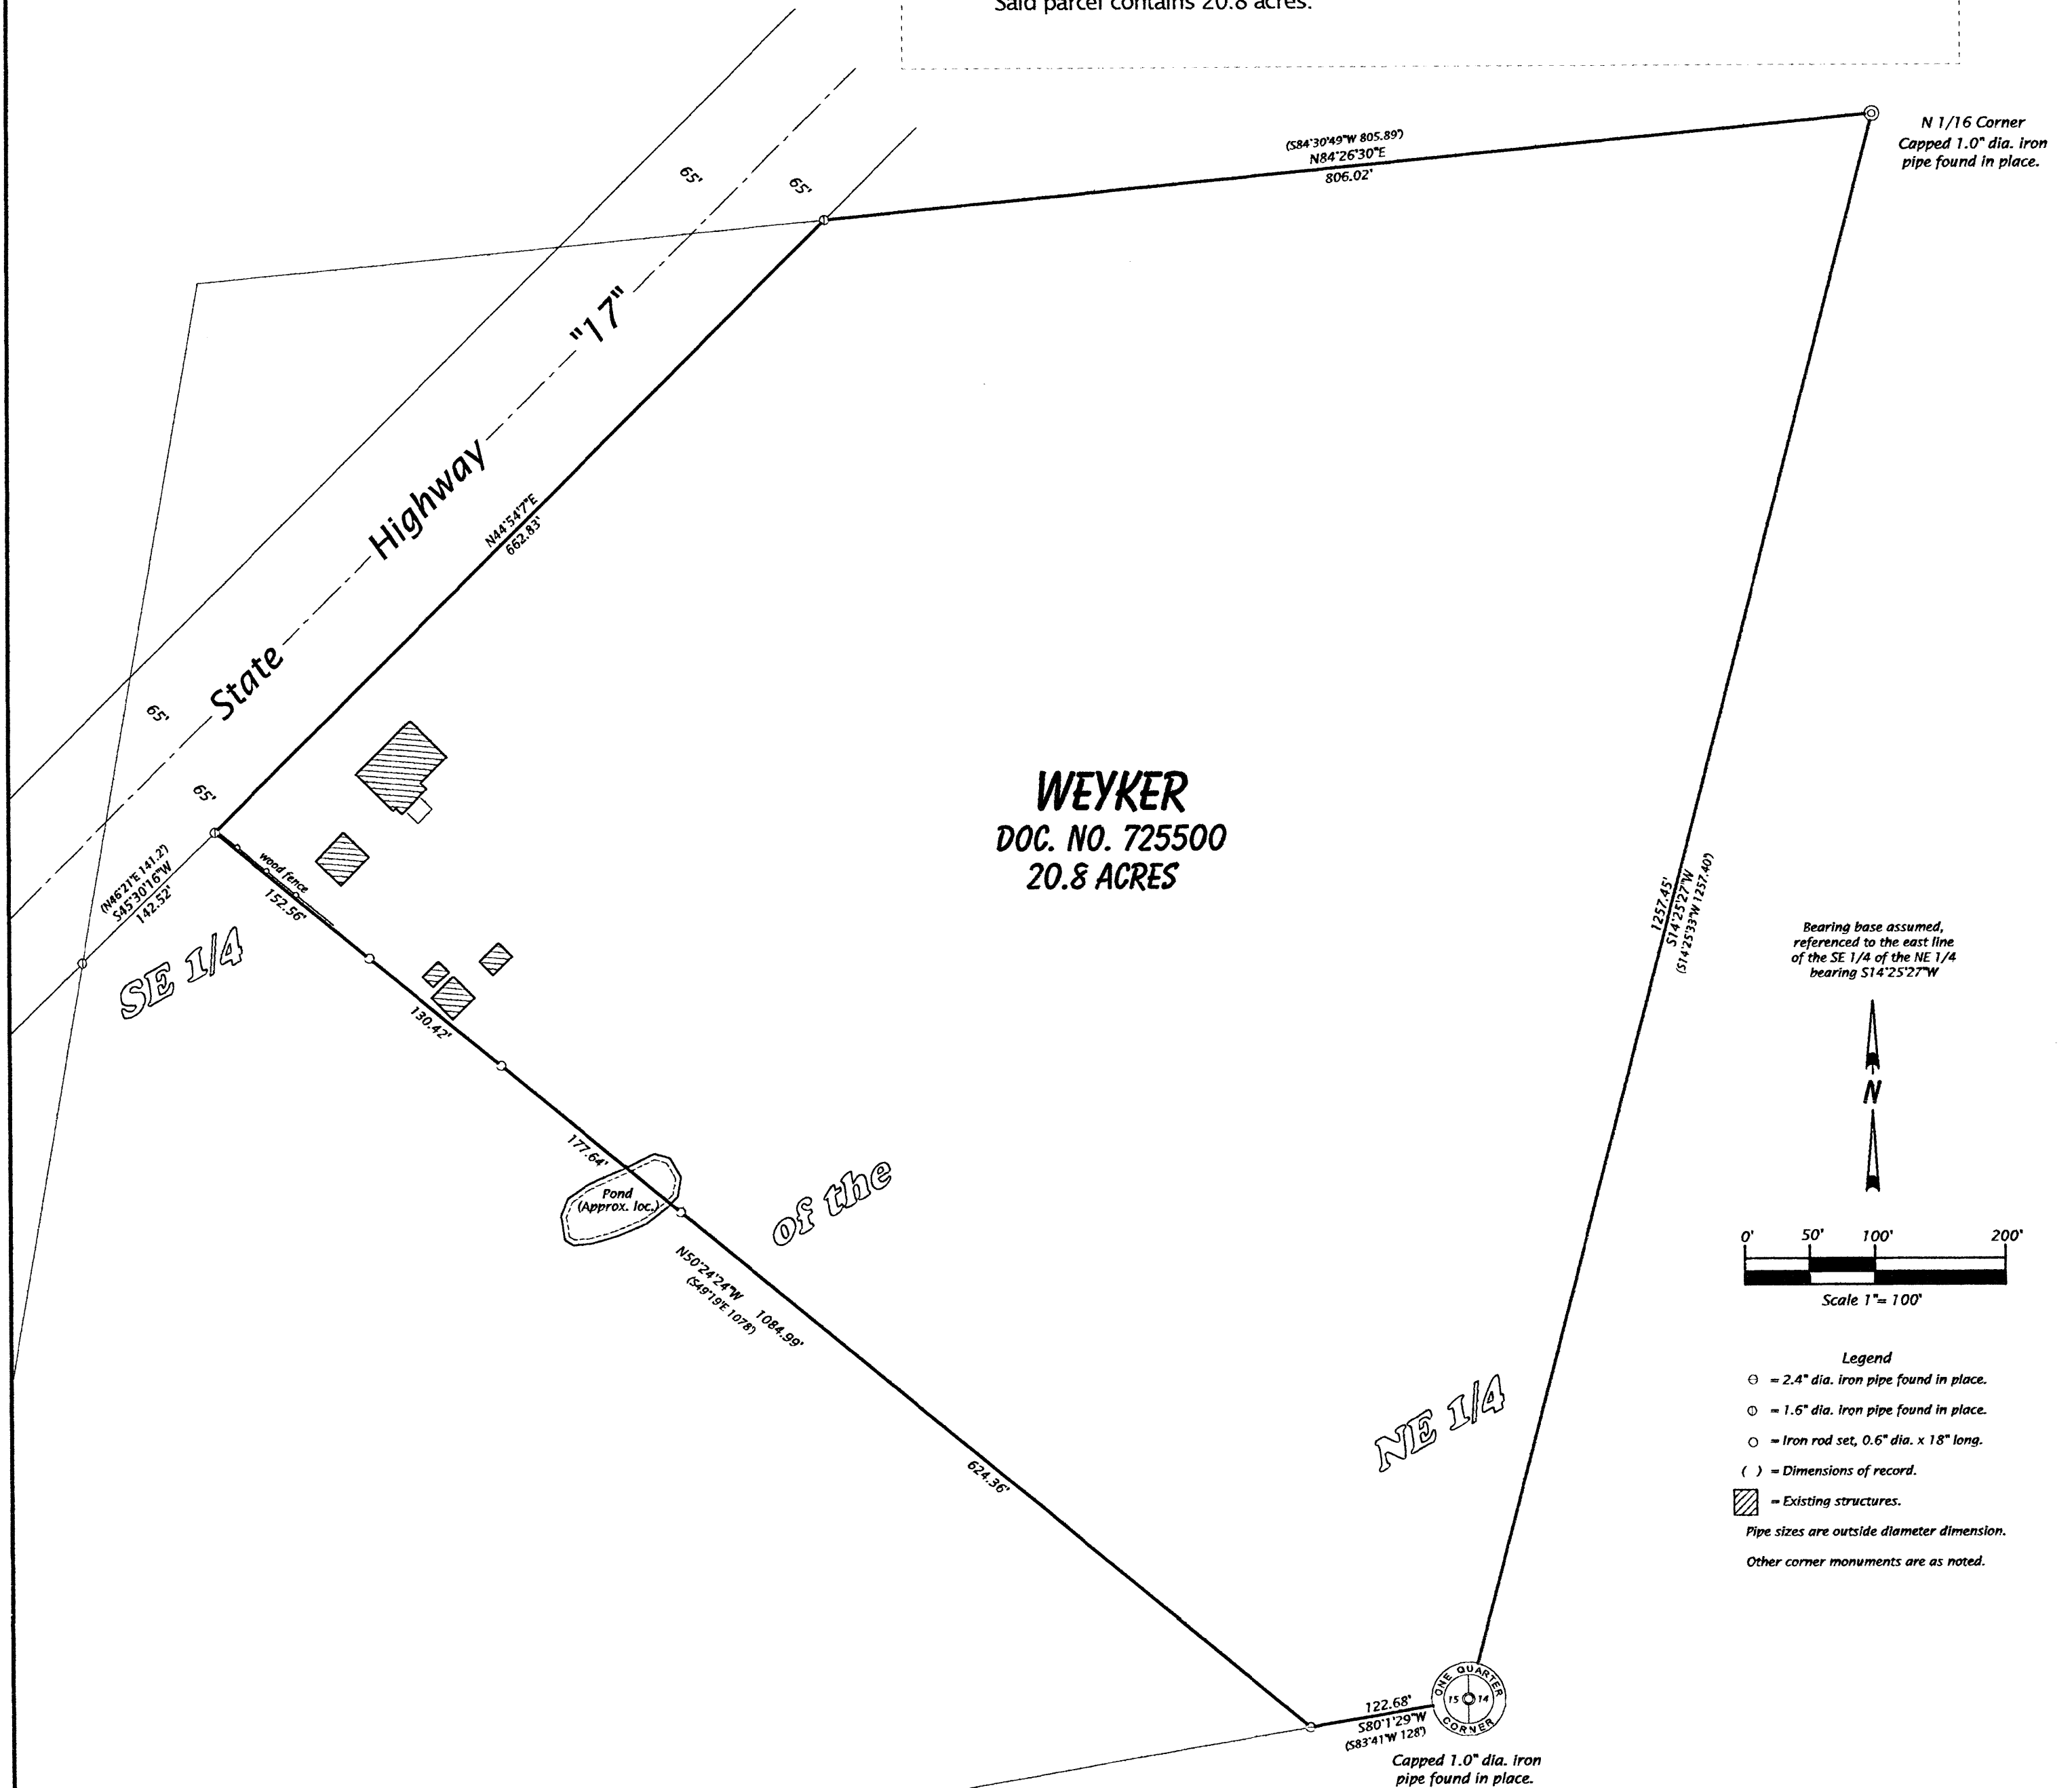 Said parcel contains 20.8 acres.
N 1/16 Corner
Capped 1.0" dia. iron
pipe found in place.
(S84°30'49"W 805.89')
N84°26'30"E
806.02'
65'
65'
State Highway "17"
N44°54'7"E
662.83'
65'
65'
(N46°21'E 141.2')
S45°30'16"W
142.52'
wood fence
152.56'
WEYKER
DOC. NO. 725500
20.8 ACRES
1257.45'
S14°25'27"W
(S14°25'33"W 1257.40')
SE 1/4
of the
NE 1/4
130.42'
177.64'
Pond
(Approx. loc.)
N50°24'24"W 1084.99'
(S49°19'E 1078')
624.36'
Bearing base assumed,
referenced to the east line
of the SE 1/4 of the NE 1/4
bearing S14°25'27"W
N
0' 50' 100' 200'
Scale 1"= 100'
Legend
= 2.4" dia. iron pipe found in place.
= 1.6" dia. iron pipe found in place.
= Iron rod set, 0.6" dia. x 18" long.
( ) = Dimensions of record.
= Existing structures.
Pipe sizes are outside diameter dimension.
Other corner monuments are as noted.
122.68'
S80°1'29"W
(S83°41'W 128')
ONE QUARTER
15 14
CORNER
Capped 1.0" dia. iron
pipe found in place.